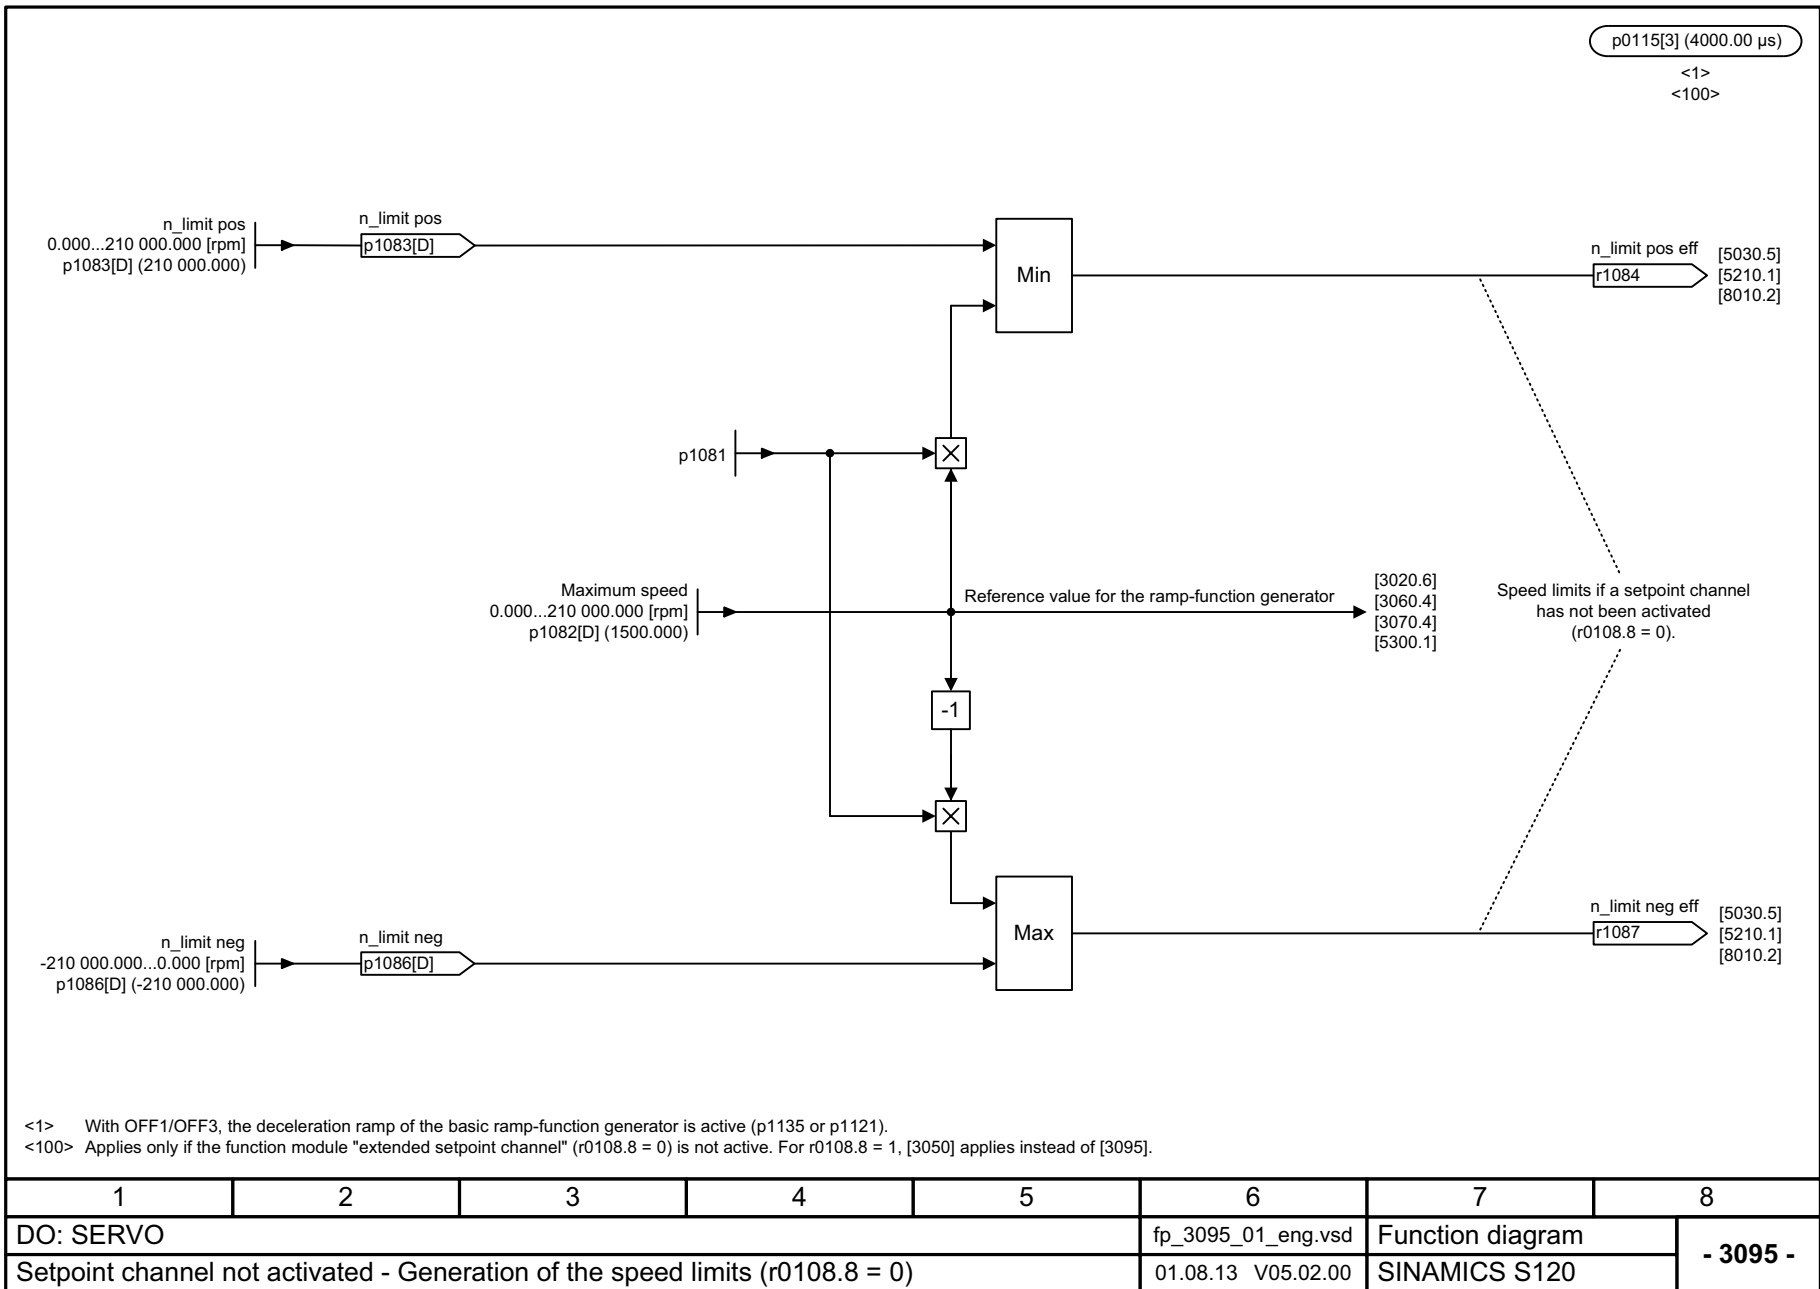 p0115[3] (4000.00 µs)
<1>
<100>
n_limit pos
0.000...210 000.000 [rpm]
p1083[D] (210 000.000)
n_limit pos
p1083[D]
Min
n_limit pos eff
r1084
[5030.5]
[5210.1]
[8010.2]
p1081
Maximum speed
0.000...210 000.000 [rpm]
p1082[D] (1500.000)
Reference value for the ramp-function generator
[3020.6]
[3060.4]
[3070.4]
[5300.1]
Speed limits if a setpoint channel
has not been activated
(r0108.8 = 0).
-1
n_limit neg
-210 000.000...0.000 [rpm]
p1086[D] (-210 000.000)
n_limit neg
p1086[D]
Max
n_limit neg eff
r1087
[5030.5]
[5210.1]
[8010.2]
<1> With OFF1/OFF3, the deceleration ramp of the basic ramp-function generator is active (p1135 or p1121).
<100> Applies only if the function module "extended setpoint channel" (r0108.8 = 0) is not active. For r0108.8 = 1, [3050] applies instead of [3095].
1 2 3 4 5 6 7 8
DO: SERVO
fp_3095_01_eng.vsd
Function diagram
- 3095 -
Setpoint channel not activated - Generation of the speed limits (r0108.8 = 0)
01.08.13 V05.02.00
SINAMICS S120